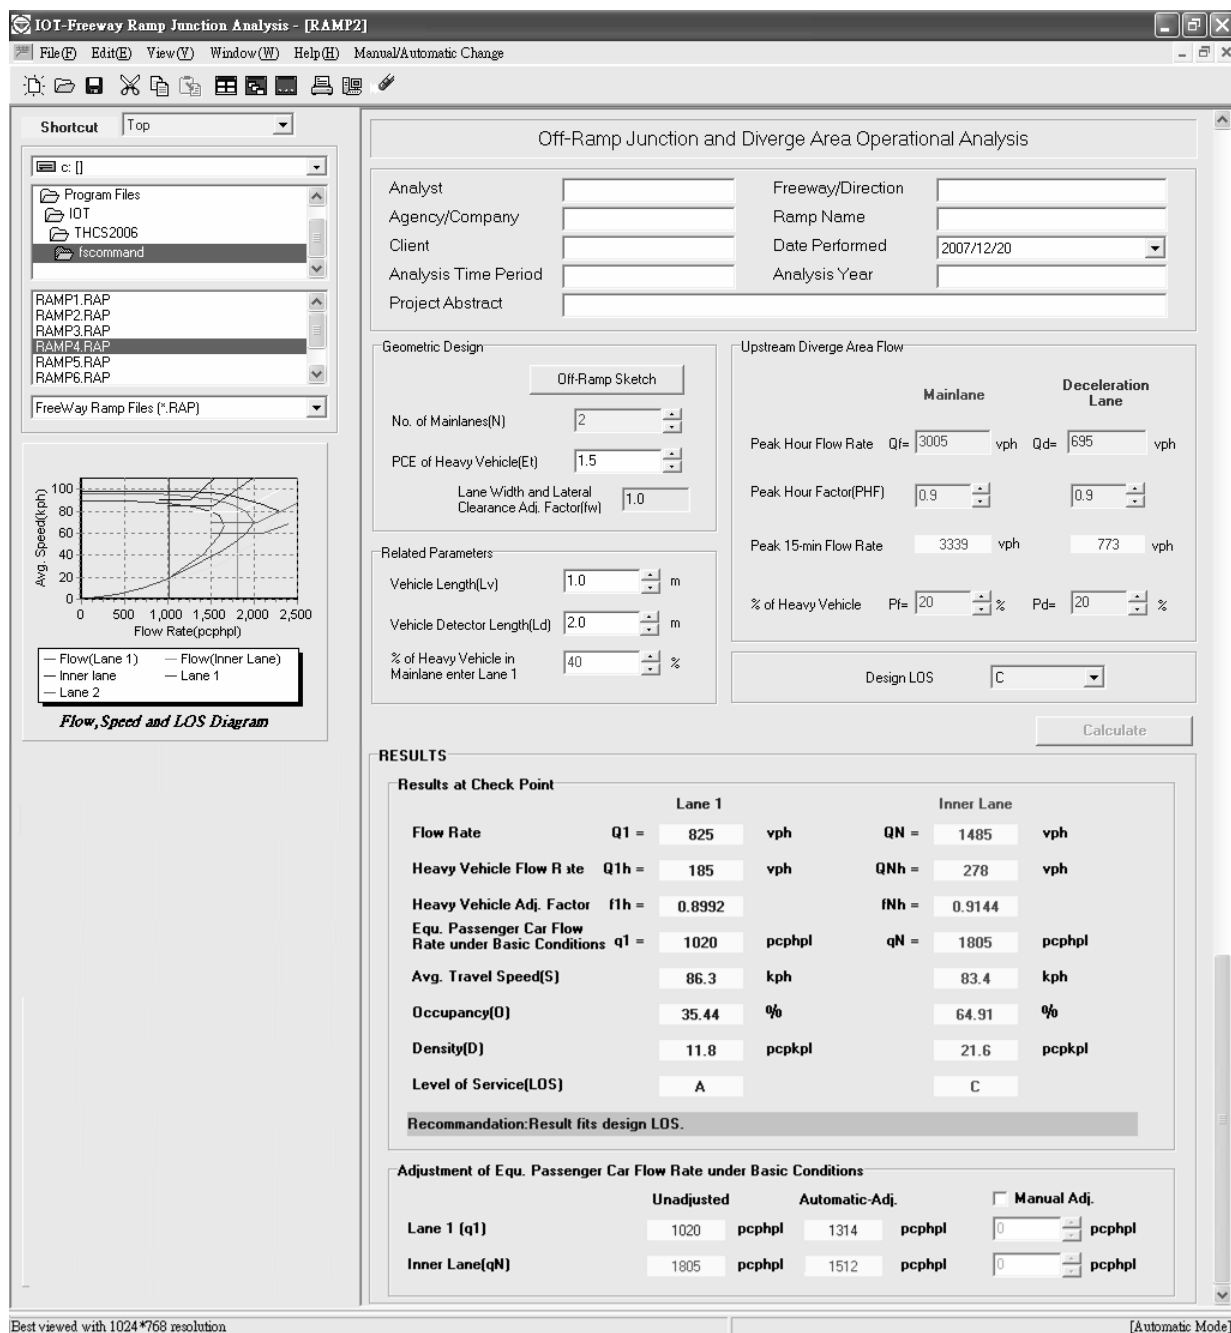 IOT-Freeway Ramp Junction Analysis - [RAMP2]
File(F) Edit(E) View(V) Window(W) Help(H) Manual/Automatic Change
Shortcut Top
c: []
Program Files
IOT
THCS2006
fscommand
RAMP1.RAP
RAMP2.RAP
RAMP3.RAP
RAMP4.RAP
RAMP5.RAP
RAMP6.RAP
FreeWay Ramp Files (*.RAP)
Avg. Speed(kph)
100
80
60
40
20
0
0 500 1,000 1,500 2,000 2,500
Flow Rate(pcphpl)
Flow(Lane 1) Flow(Inner Lane)
Inner lane Lane 1
Lane 2
Flow,Speed and LOS Diagram
Off-Ramp Junction and Diverge Area Operational Analysis
Analyst Freeway/Direction
Agency/Company Ramp Name
Client Date Performed 2007/12/20
Analysis Time Period Analysis Year
Project Abstract
Geometric Design
Off-Ramp Sketch
No. of Mainlanes(N) 2
PCE of Heavy Vehicle(Et) 1.5
Lane Width and Lateral
Clearance Adj. Factor(fw) 1.0
Related Parameters
Vehicle Length(Lv) 1.0 m
Vehicle Detector Length(Ld) 2.0 m
% of Heavy Vehicle in
Mainlane enter Lane 1 40 %
Upstream Diverge Area Flow
Mainlane Deceleration
Lane
Peak Hour Flow Rate Qf= 3005 vph Qd= 695 vph
Peak Hour Factor(PHF) 0.9 0.9
Peak 15-min Flow Rate 3339 vph 773 vph
% of Heavy Vehicle Pf= 20 % Pd= 20 %
Design LOS C
Calculate
RESULTS
Results at Check Point
Lane 1 Inner Lane
Flow Rate Q1 = 825 vph QN = 1485 vph
Heavy Vehicle Flow Rate Q1h = 185 vph QNh = 278 vph
Heavy Vehicle Adj. Factor f1h = 0.8992 fNh = 0.9144
Equ. Passenger Car Flow
Rate under Basic Conditions q1 = 1020 pcphpl qN = 1805 pcphpl
Avg. Travel Speed(S) 86.3 kph 83.4 kph
Occupancy(O) 35.44 % 64.91 %
Density(D) 11.8 pcpkpl 21.6 pcpkpl
Level of Service(LOS) A C
Recommandation:Result fits design LOS.
Adjustment of Equ. Passenger Car Flow Rate under Basic Conditions
Unadjusted Automatic-Adj. Manual Adj.
Lane 1 (q1) 1020 pcphpl 1314 pcphpl 0 pcphpl
Inner Lane(qN) 1805 pcphpl 1512 pcphpl 0 pcphpl
Best viewed with 1024*768 resolution [Automatic Mode]